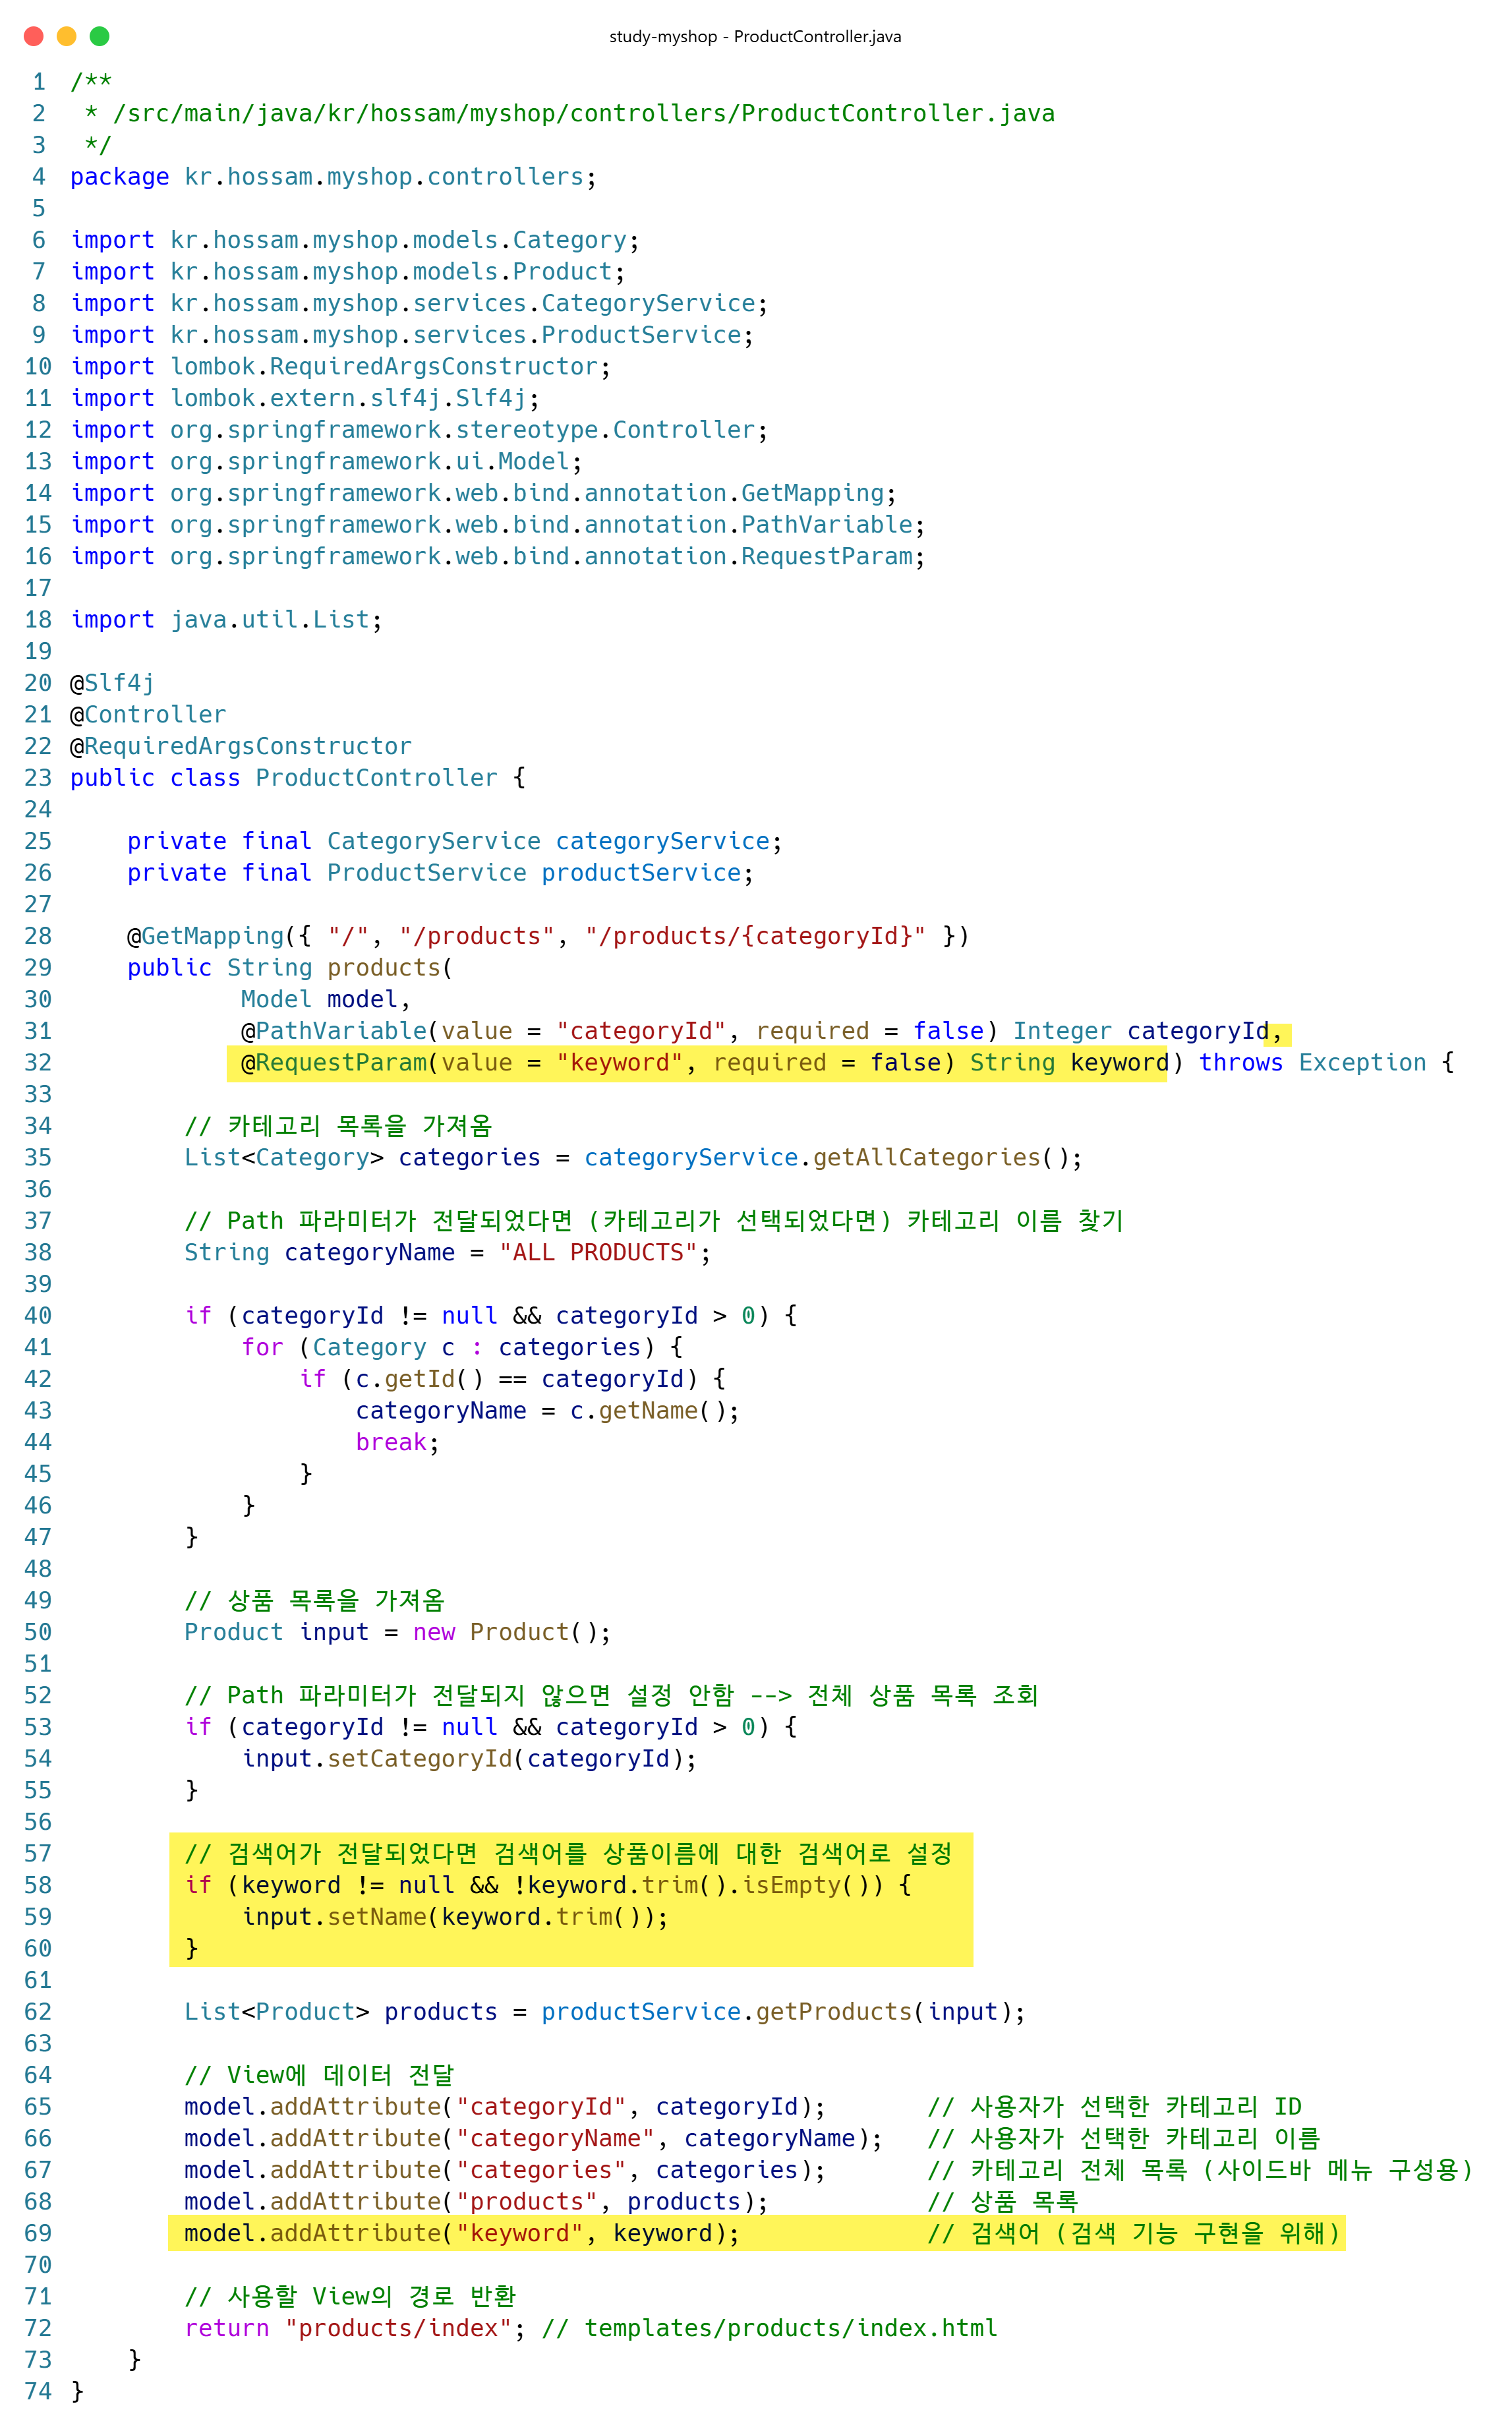 study-myshop - ProductController.java
1 /**
2  * /src/main/java/kr/hossam/myshop/controllers/ProductController.java
3  */
4 package kr.hossam.myshop.controllers;
5
6 import kr.hossam.myshop.models.Category;
7 import kr.hossam.myshop.models.Product;
8 import kr.hossam.myshop.services.CategoryService;
9 import kr.hossam.myshop.services.ProductService;
10 import lombok.RequiredArgsConstructor;
11 import lombok.extern.slf4j.Slf4j;
12 import org.springframework.stereotype.Controller;
13 import org.springframework.ui.Model;
14 import org.springframework.web.bind.annotation.GetMapping;
15 import org.springframework.web.bind.annotation.PathVariable;
16 import org.springframework.web.bind.annotation.RequestParam;
17
18 import java.util.List;
19
20 @Slf4j
21 @Controller
22 @RequiredArgsConstructor
23 public class ProductController {
24
25     private final CategoryService categoryService;
26     private final ProductService productService;
27
28     @GetMapping({ "/", "/products", "/products/{categoryId}" })
29     public String products(
30             Model model,
31             @PathVariable(value = "categoryId", required = false) Integer categoryId,
32             @RequestParam(value = "keyword", required = false) String keyword) throws Exception {
33
34         // 카테고리 목록을 가져옴
35         List<Category> categories = categoryService.getAllCategories();
36
37         // Path 파라미터가 전달되었다면 (카테고리가 선택되었다면) 카테고리 이름 찾기
38         String categoryName = "ALL PRODUCTS";
39
40         if (categoryId != null && categoryId > 0) {
41             for (Category c : categories) {
42                 if (c.getId() == categoryId) {
43                     categoryName = c.getName();
44                     break;
45                 }
46             }
47         }
48
49         // 상품 목록을 가져옴
50         Product input = new Product();
51
52         // Path 파라미터가 전달되지 않으면 설정 안함 --> 전체 상품 목록 조회
53         if (categoryId != null && categoryId > 0) {
54             input.setCategoryId(categoryId);
55         }
56
57         // 검색어가 전달되었다면 검색어를 상품이름에 대한 검색어로 설정
58         if (keyword != null && !keyword.trim().isEmpty()) {
59             input.setName(keyword.trim());
60         }
61
62         List<Product> products = productService.getProducts(input);
63
64         // View에 데이터 전달
65         model.addAttribute("categoryId", categoryId);       // 사용자가 선택한 카테고리 ID
66         model.addAttribute("categoryName", categoryName);   // 사용자가 선택한 카테고리 이름
67         model.addAttribute("categories", categories);       // 카테고리 전체 목록 (사이드바 메뉴 구성용)
68         model.addAttribute("products", products);           // 상품 목록
69         model.addAttribute("keyword", keyword);             // 검색어 (검색 기능 구현을 위해)
70
71         // 사용할 View의 경로 반환
72         return "products/index"; // templates/products/index.html
73     }
74 }